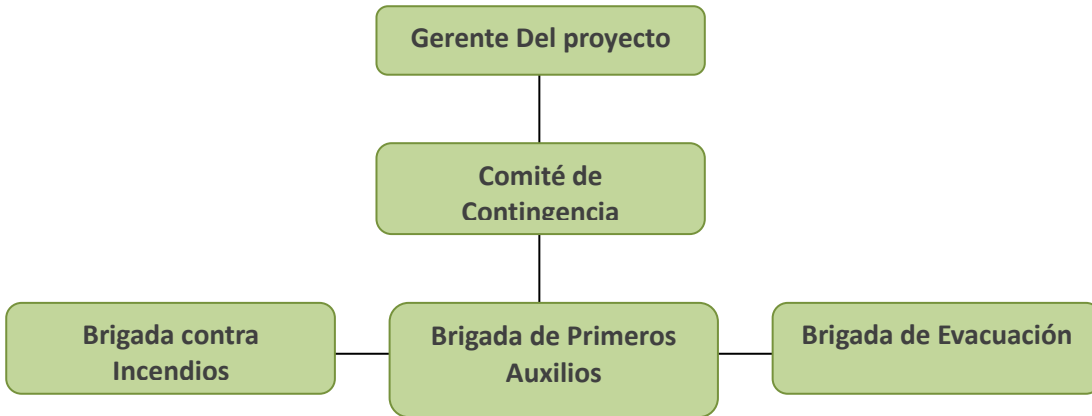 Gerente Del proyecto
Comité de
Contingencia
Brigada contra
Incendios
Brigada de Primeros
Auxilios
Brigada de Evacuación